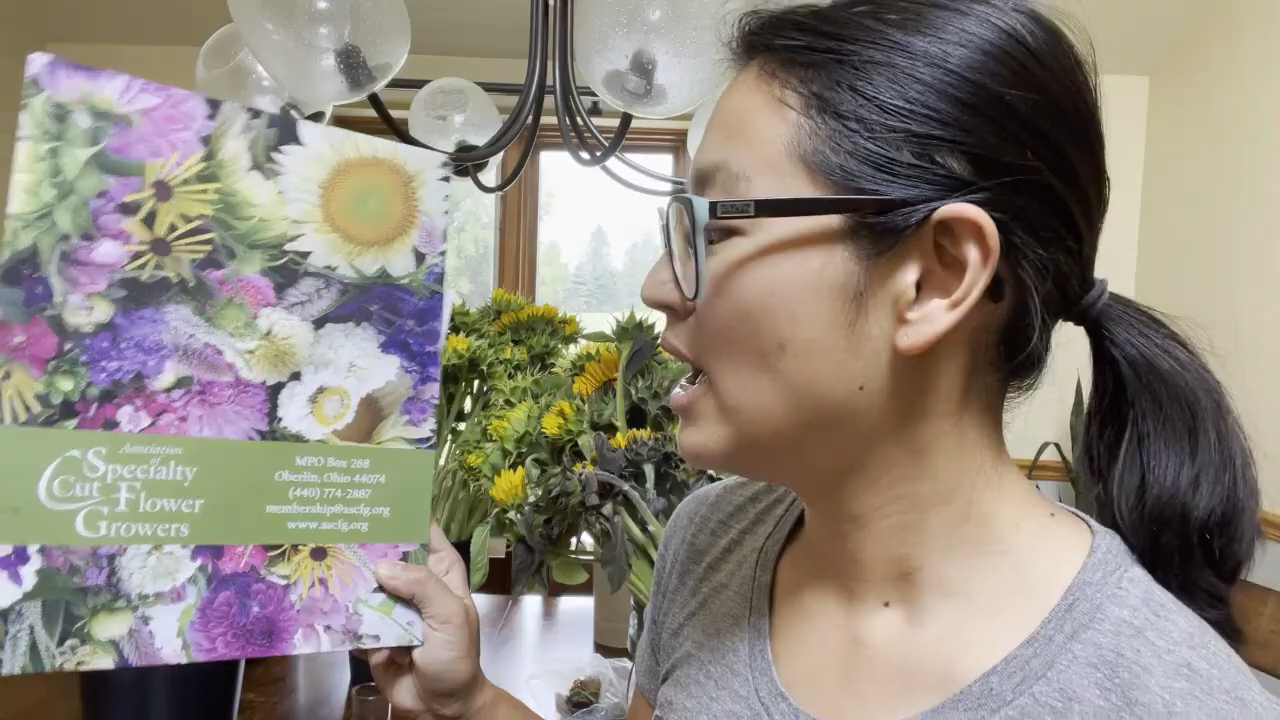 Association
of
Specialty
Cut Flower
Growers
MPO Box 268
Oberlin, Ohio 44074
(440) 774-2887
membership@ascfg.org
www.ascfg.org